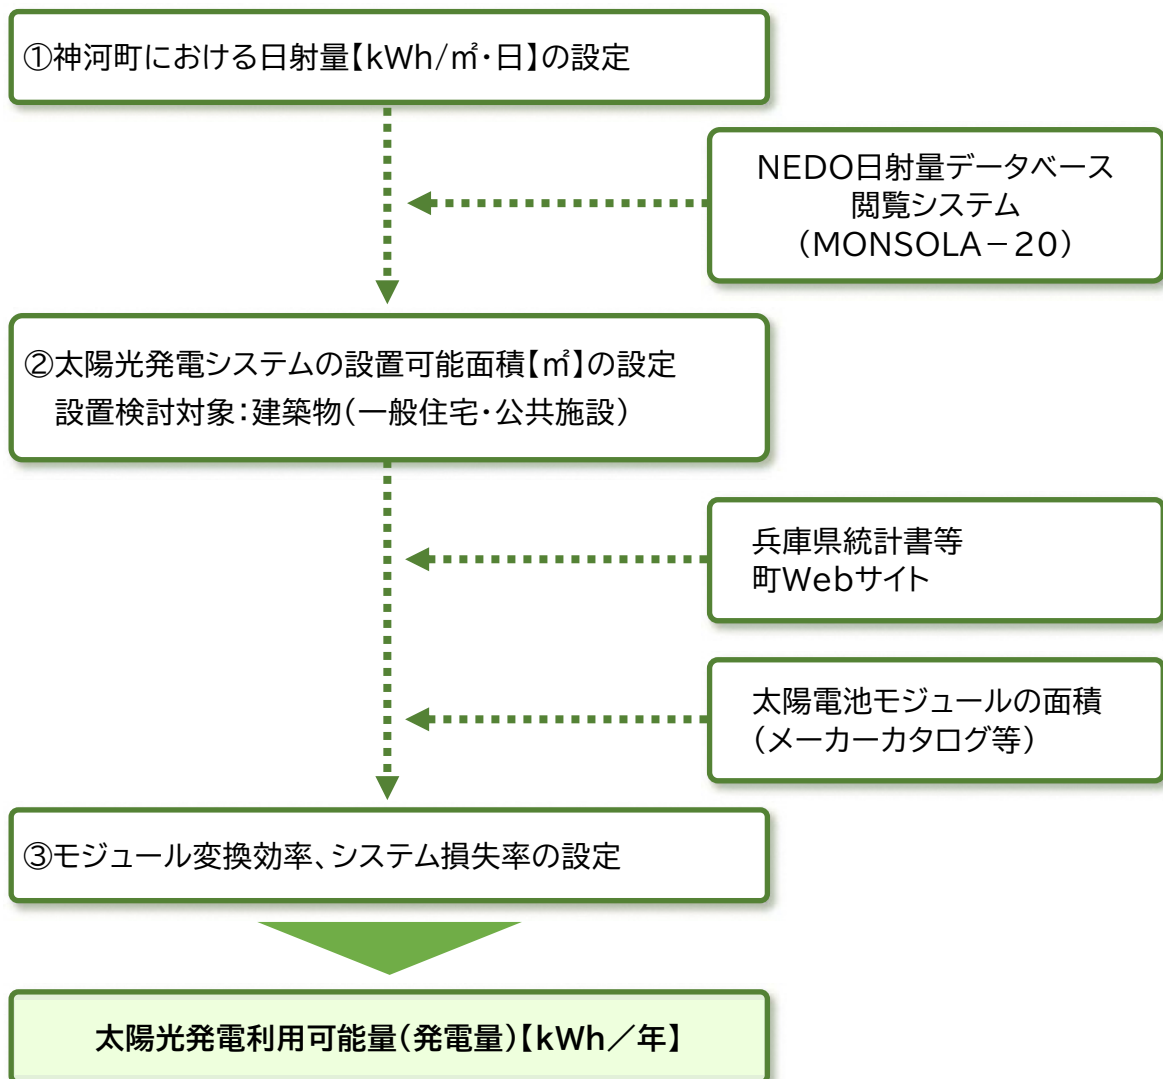 ①神河町における日射量【kWh/㎡・日】の設定
NEDO日射量データベース
閲覧システム
（MONSOLA－20）
②太陽光発電システムの設置可能面積【㎡】の設定
設置検討対象：建築物（一般住宅・公共施設）
兵庫県統計書等
町Webサイト
太陽電池モジュールの面積
（メーカーカタログ等）
③モジュール変換効率、システム損失率の設定
太陽光発電利用可能量（発電量）【kWh／年】